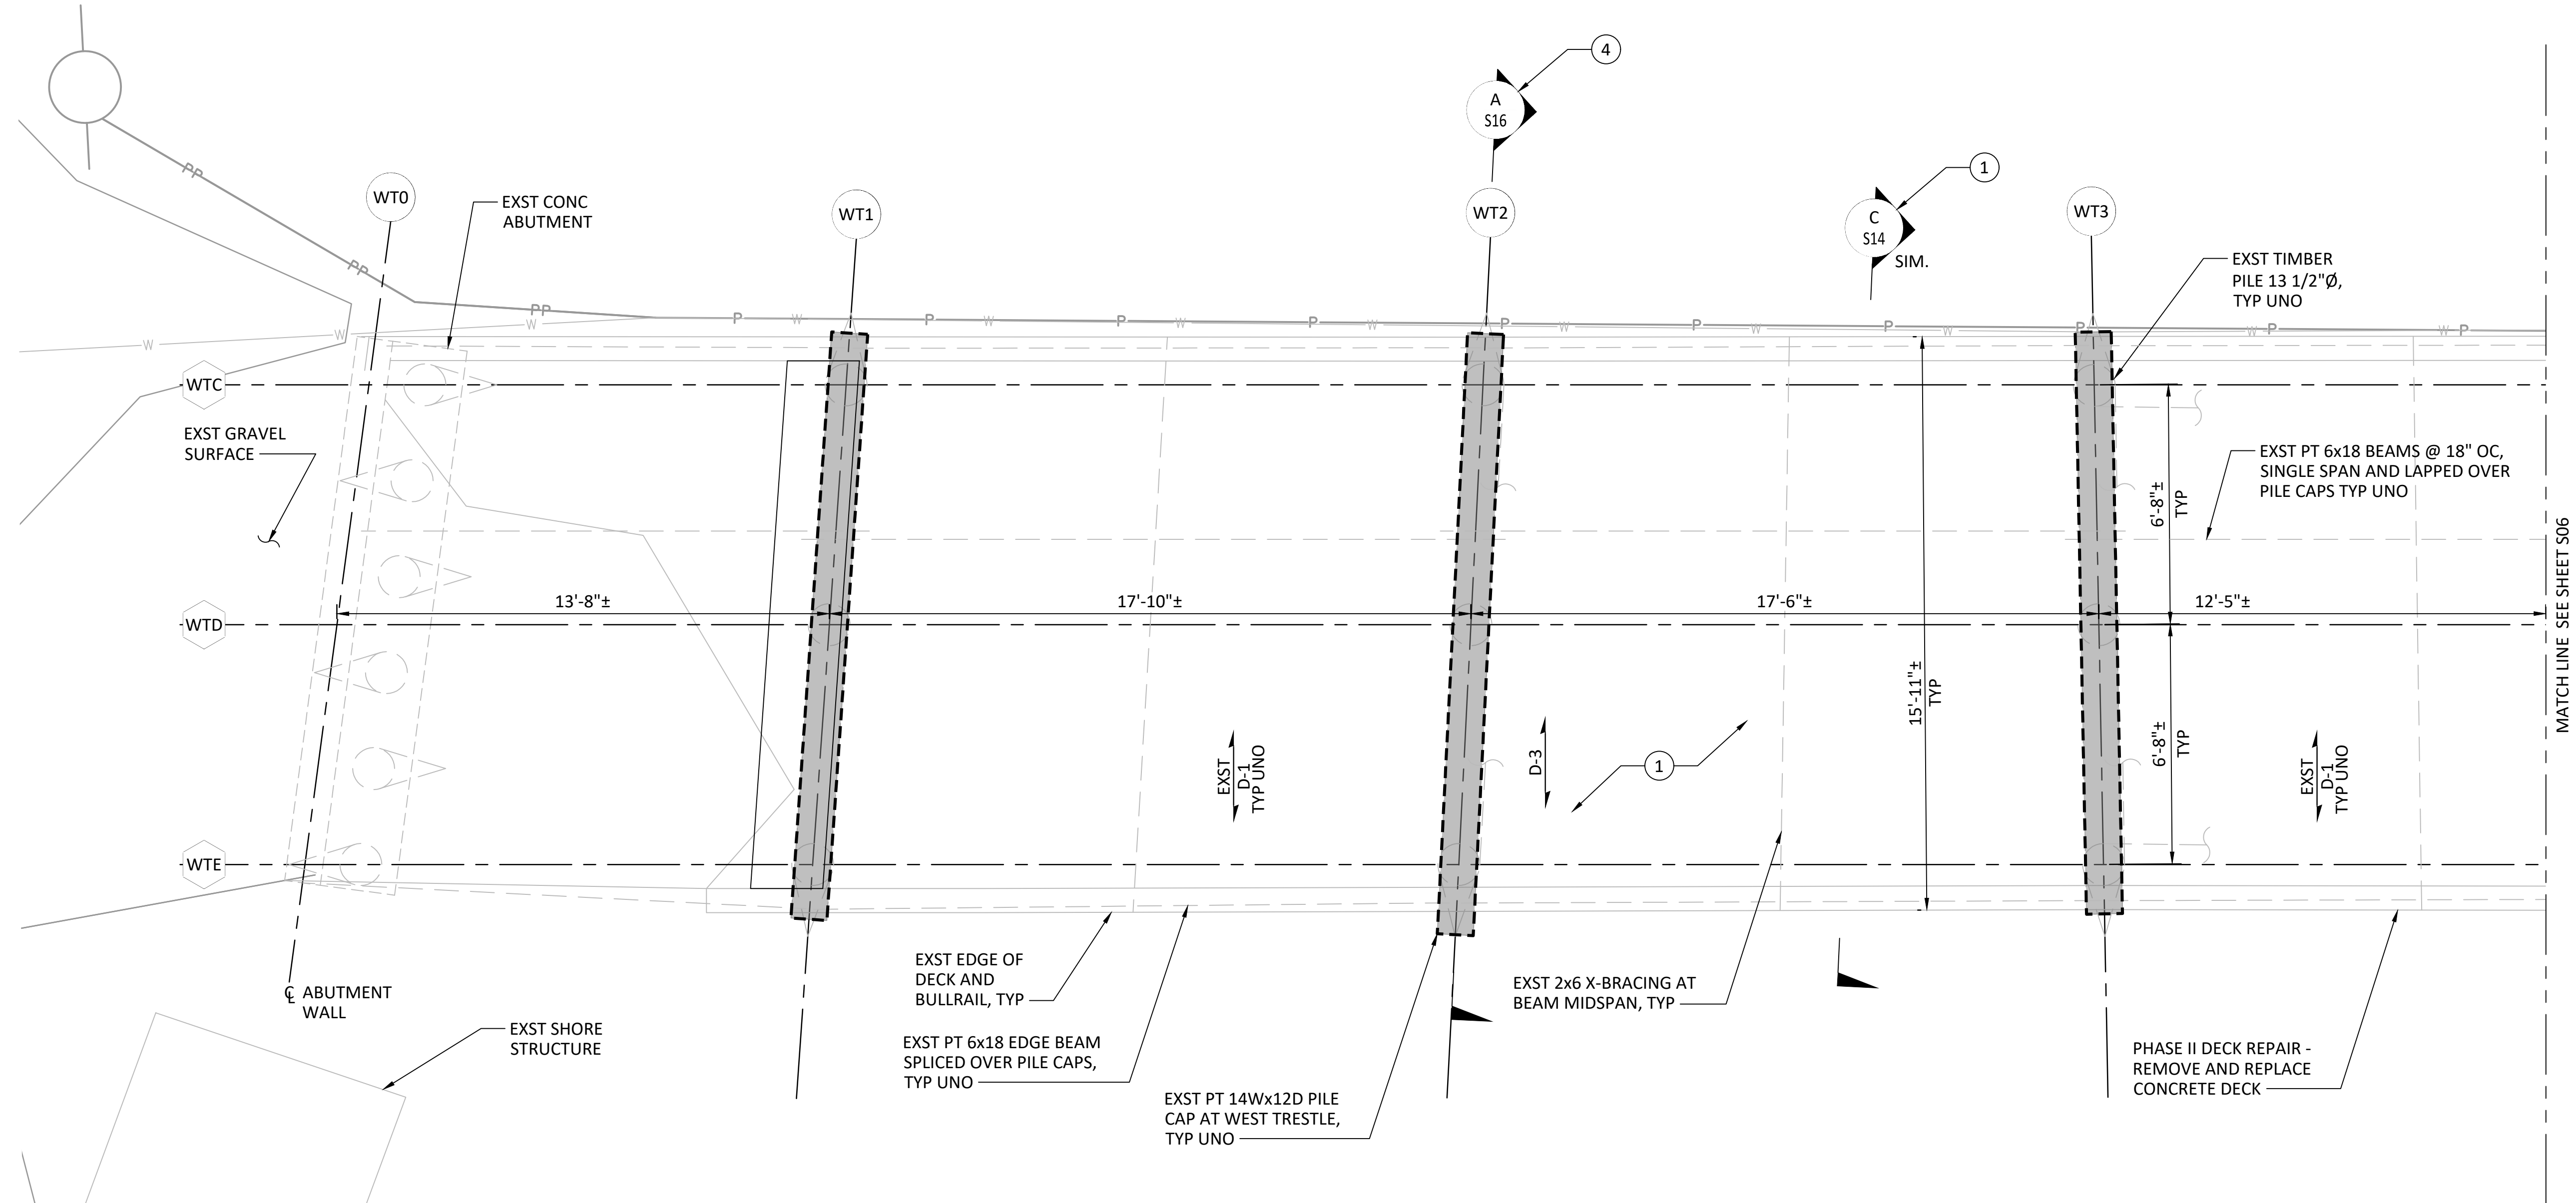 4
A
S16
1
C
S14
SIM.
WT0
WT1
WT2
WT3
EXST CONC
ABUTMENT
EXST TIMBER
PILE 13 1/2"Ø,
TYP UNO
PP
PP
PP
P
P
P
P
P
P
P
P
P
P
W
W
W
W
W
W
W
W
W
W
W
W
WTC
EXST GRAVEL
SURFACE
EXST PT 6x18 BEAMS @ 18" OC,
SINGLE SPAN AND LAPPED OVER
PILE CAPS TYP UNO
6'-8"±
TYP
MATCH LINE SEE SHEET S06
13'-8"±
17'-10"±
17'-6"±
12'-5"±
WTD
15'-11"±
TYP
6'-8"±
TYP
EXST
D-1
TYP UNO
D-3
1
EXST
D-1
TYP UNO
WTE
EXST EDGE OF
DECK AND
BULLRAIL, TYP
EXST 2x6 X-BRACING AT
BEAM MIDSPAN, TYP
℄ ABUTMENT
WALL
EXST SHORE
STRUCTURE
EXST PT 6x18 EDGE BEAM
SPLICED OVER PILE CAPS,
TYP UNO
PHASE II DECK REPAIR -
REMOVE AND REPLACE
CONCRETE DECK
EXST PT 14Wx12D PILE
CAP AT WEST TRESTLE,
TYP UNO